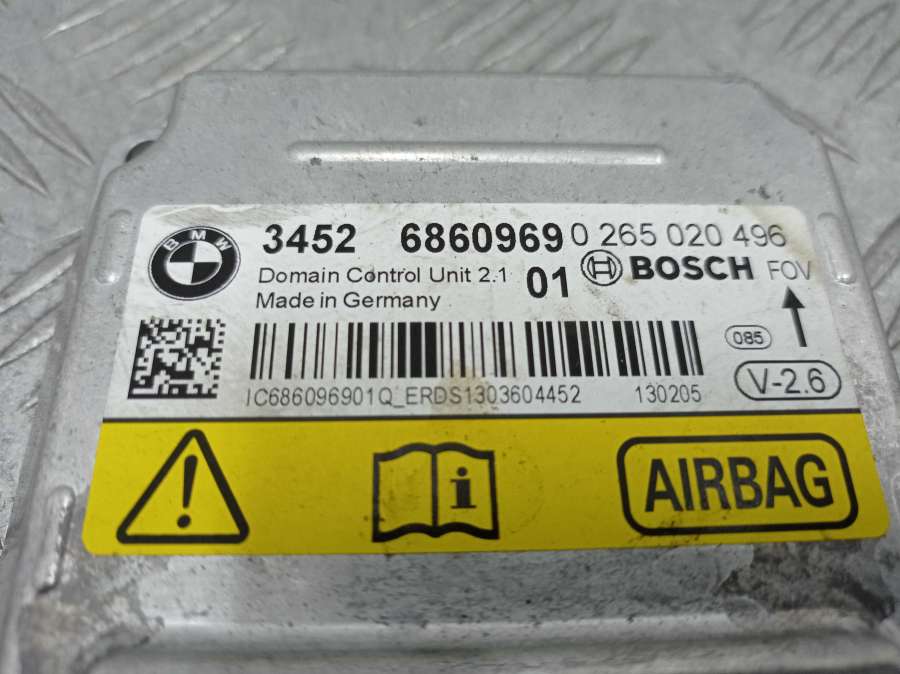 BMW
3452 6860969 0 265 020 496
Domain Control Unit 2.1 01 BOSCH FOV
Made in Germany
085
IC686096901Q_ERDS1303604452 130205 V-2.6
AIRBAG